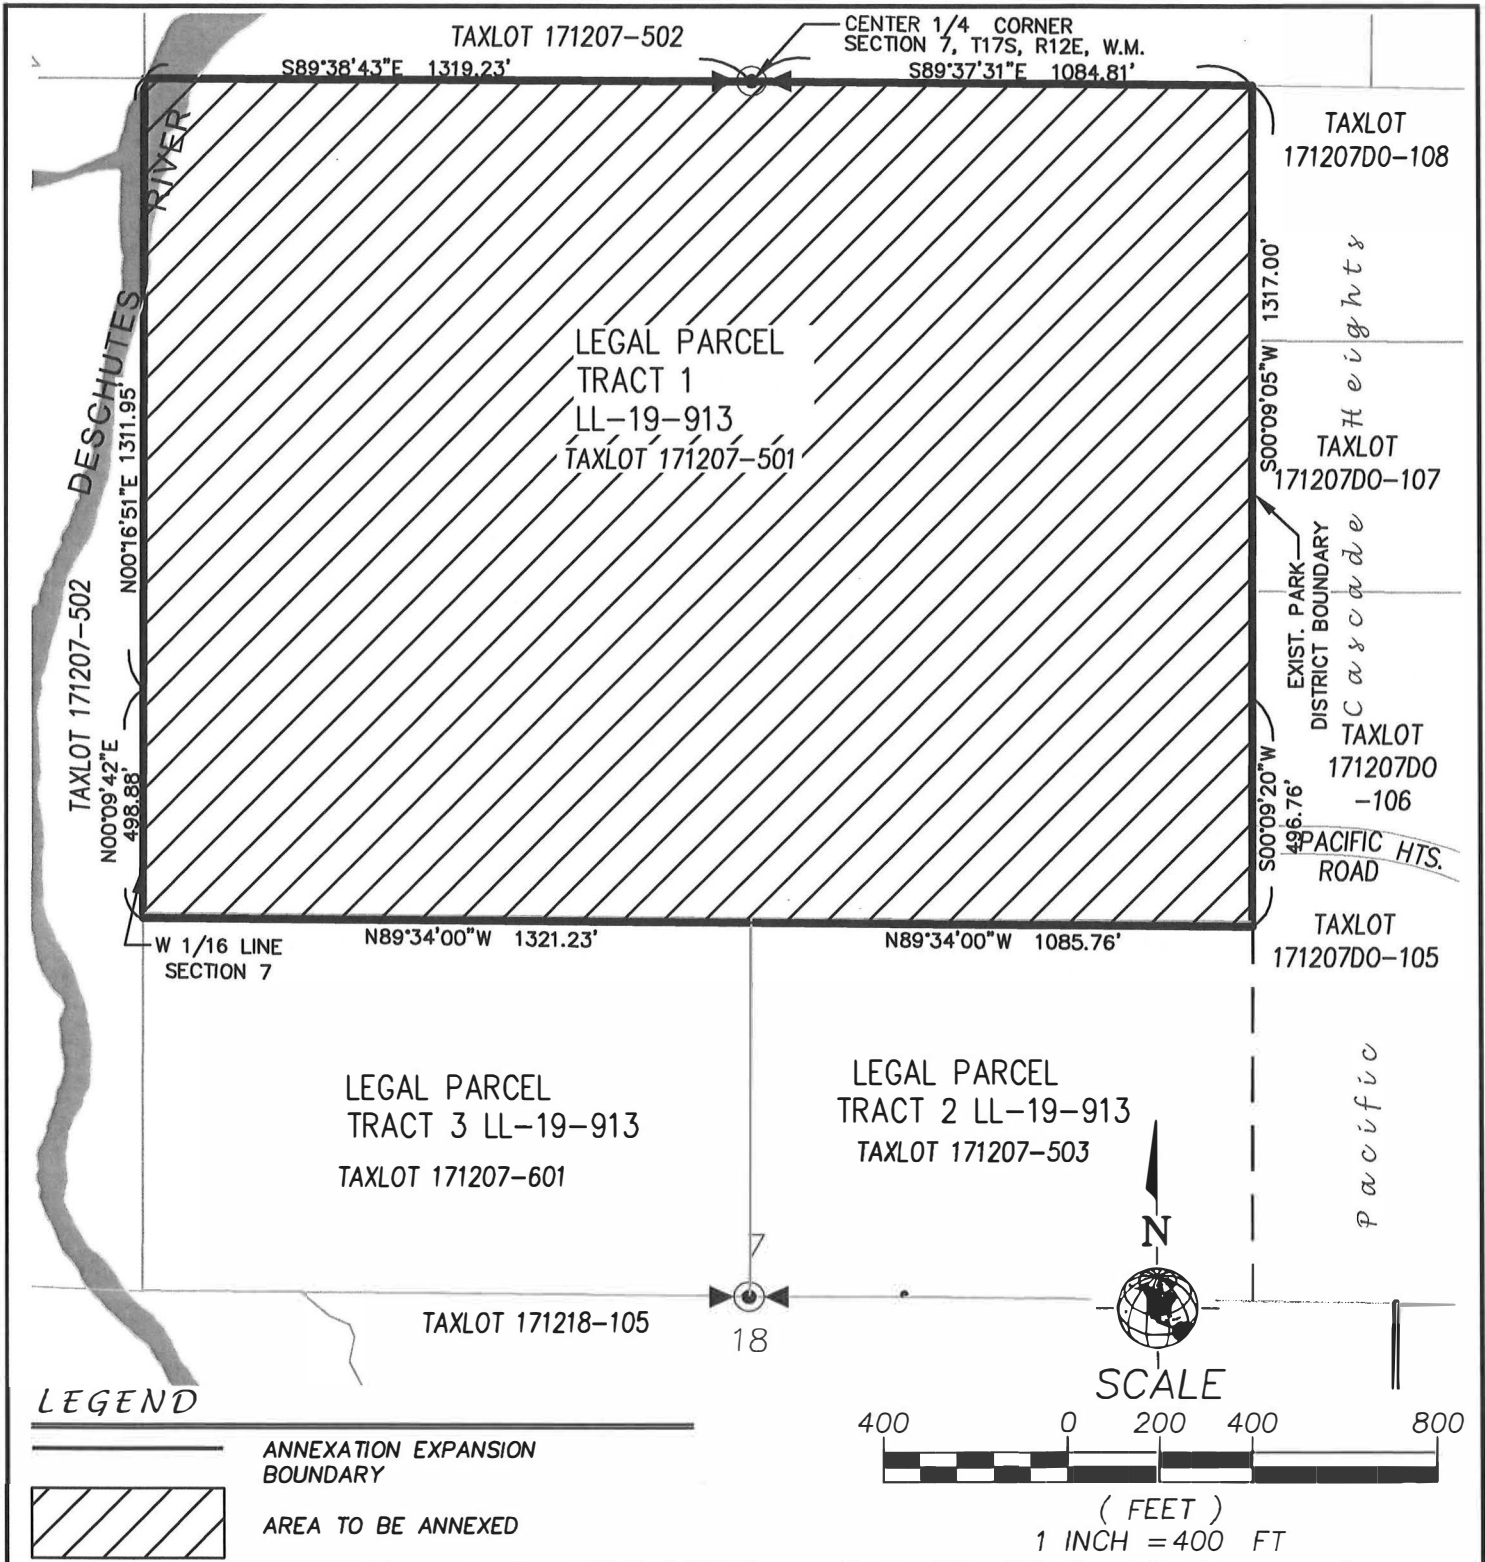 TAXLOT 171207-502
CENTER 1/4 CORNER
SECTION 7, T17S, R12E, W.M.
S89°38'43"E 1319.23'
S89°37'31"E 1084.81'
TAXLOT
171207DO-108
RIVER
DESCHUTES
N00°16'51"E 1311.95'
TAXLOT 171207-502
N00°09'42"E
498.88'
LEGAL PARCEL
TRACT 1
LL-19-913
TAXLOT 171207-501
S00°09'05"W 1317.00'
Cascade Heights
TAXLOT
171207DO-107
EXIST. PARK
DISTRICT BOUNDARY
TAXLOT
171207DO
-106
S00°09'20"W
496.76'
PACIFIC HTS.
ROAD
TAXLOT
171207DO-105
W 1/16 LINE
SECTION 7
N89°34'00"W 1321.23'
N89°34'00"W 1085.76'
LEGAL PARCEL
TRACT 3 LL-19-913
TAXLOT 171207-601
LEGAL PARCEL
TRACT 2 LL-19-913
TAXLOT 171207-503
Pacific
N
7
18
TAXLOT 171218-105
SCALE
400 0 200 400 800
( FEET )
1 INCH = 400 FT
LEGEND
ANNEXATION EXPANSION
BOUNDARY
AREA TO BE ANNEXED